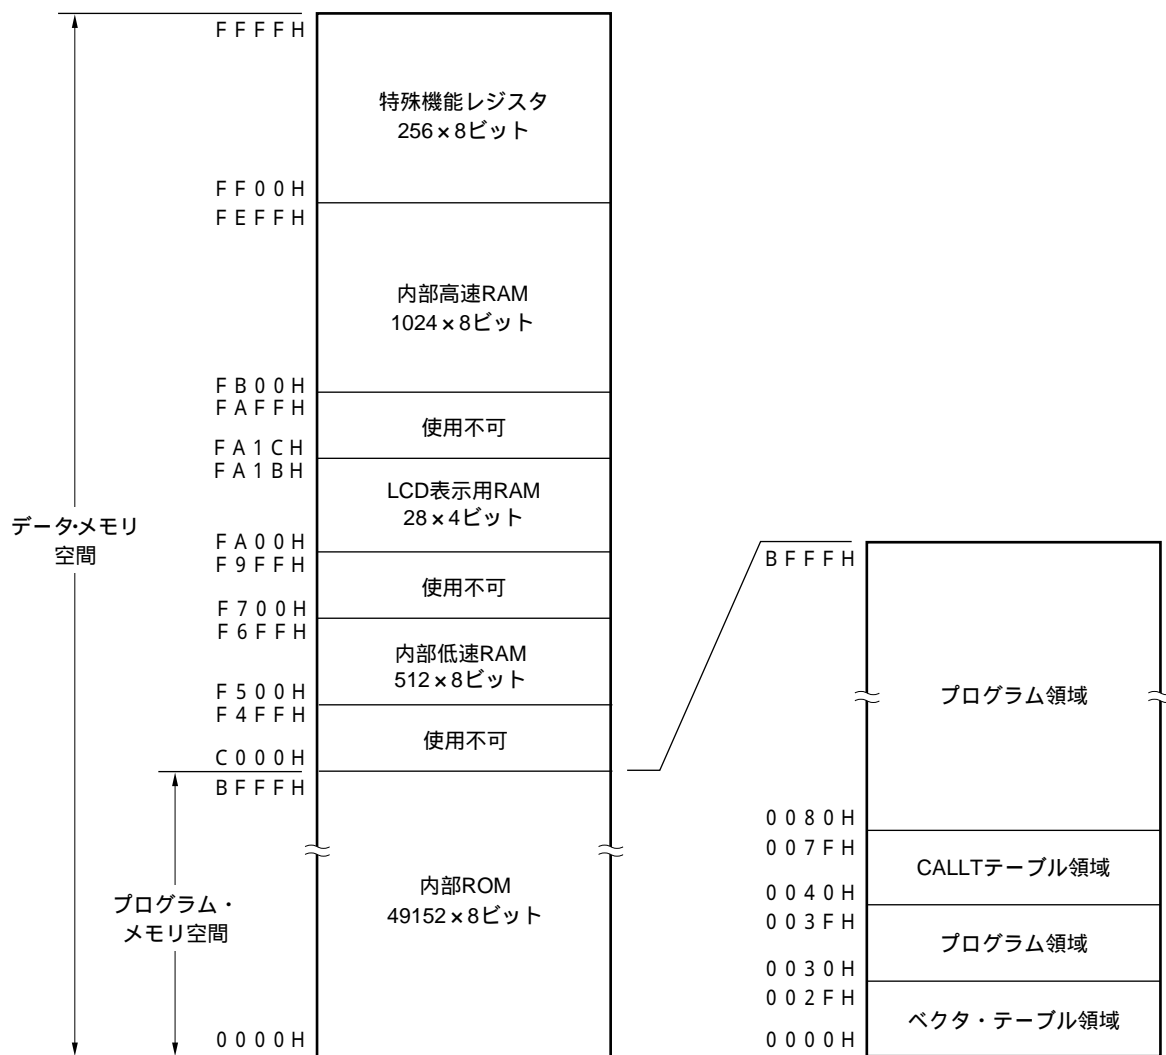 FFFFH
特殊機能レジスタ
256×8ビット
FF00H
FEFFH
内部高速RAM
1024×8ビット
FB00H
FAFFH
使用不可
FA1CH
FA1BH
LCD表示用RAM
28×4ビット
データ・メモリ
空間
FA00H
F9FFH
使用不可
F700H
F6FFH
内部低速RAM
512×8ビット
F500H
F4FFH
使用不可
C000H
BFFFH
プログラム・
メモリ空間
内部ROM
49152×8ビット
0000H
BFFFH
プログラム領域
0080H
007FH
CALLTテーブル領域
0040H
003FH
プログラム領域
0030H
002FH
ベクタ・テーブル領域
0000H